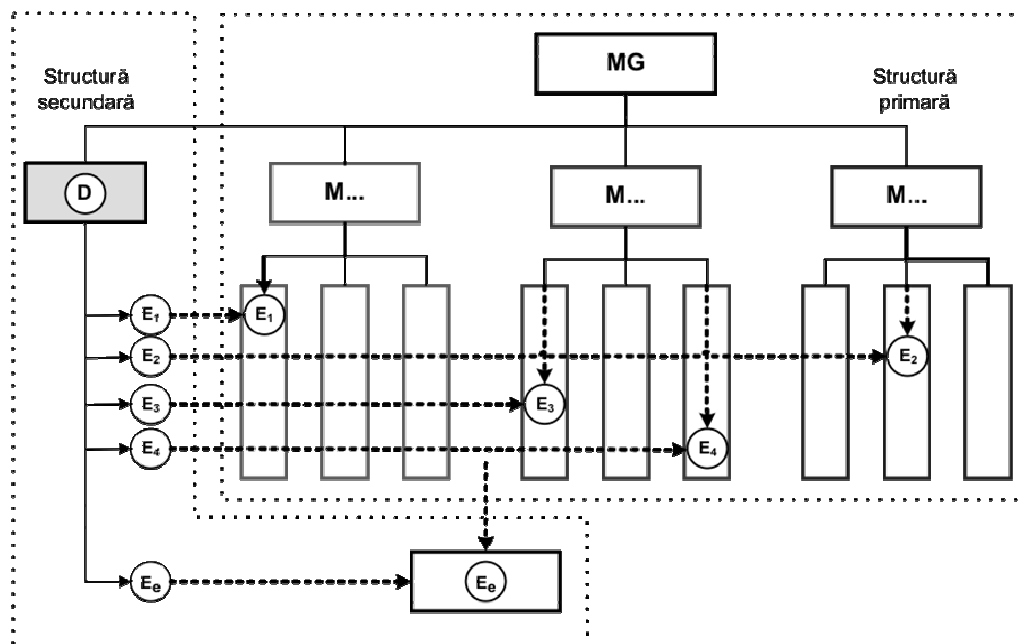 MG
Structură
secundară
Structură
primară
D
M...
M...
M...
E1
E1
E2
E2
E3
E3
E4
E4
Ee
Ee